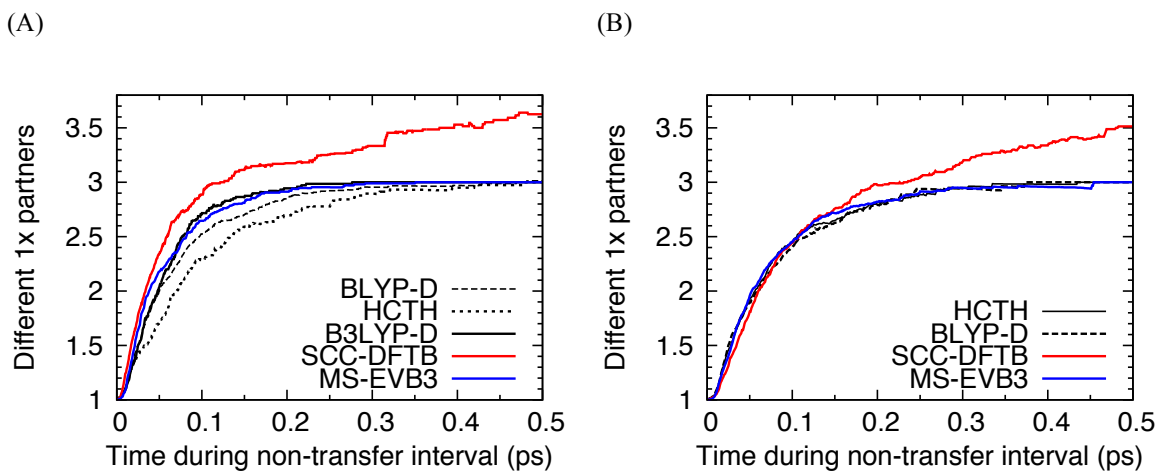 (A)
(B)
Different 1x partners
3.5
3
2.5
2
1.5
1
BLYP-D
HCTH
B3LYP-D
SCC-DFTB
MS-EVB3
0 0.1 0.2 0.3 0.4 0.5
Time during non-transfer interval (ps)
Different 1x partners
3.5
3
2.5
2
1.5
1
HCTH
BLYP-D
SCC-DFTB
MS-EVB3
0 0.1 0.2 0.3 0.4 0.5
Time during non-transfer interval (ps)